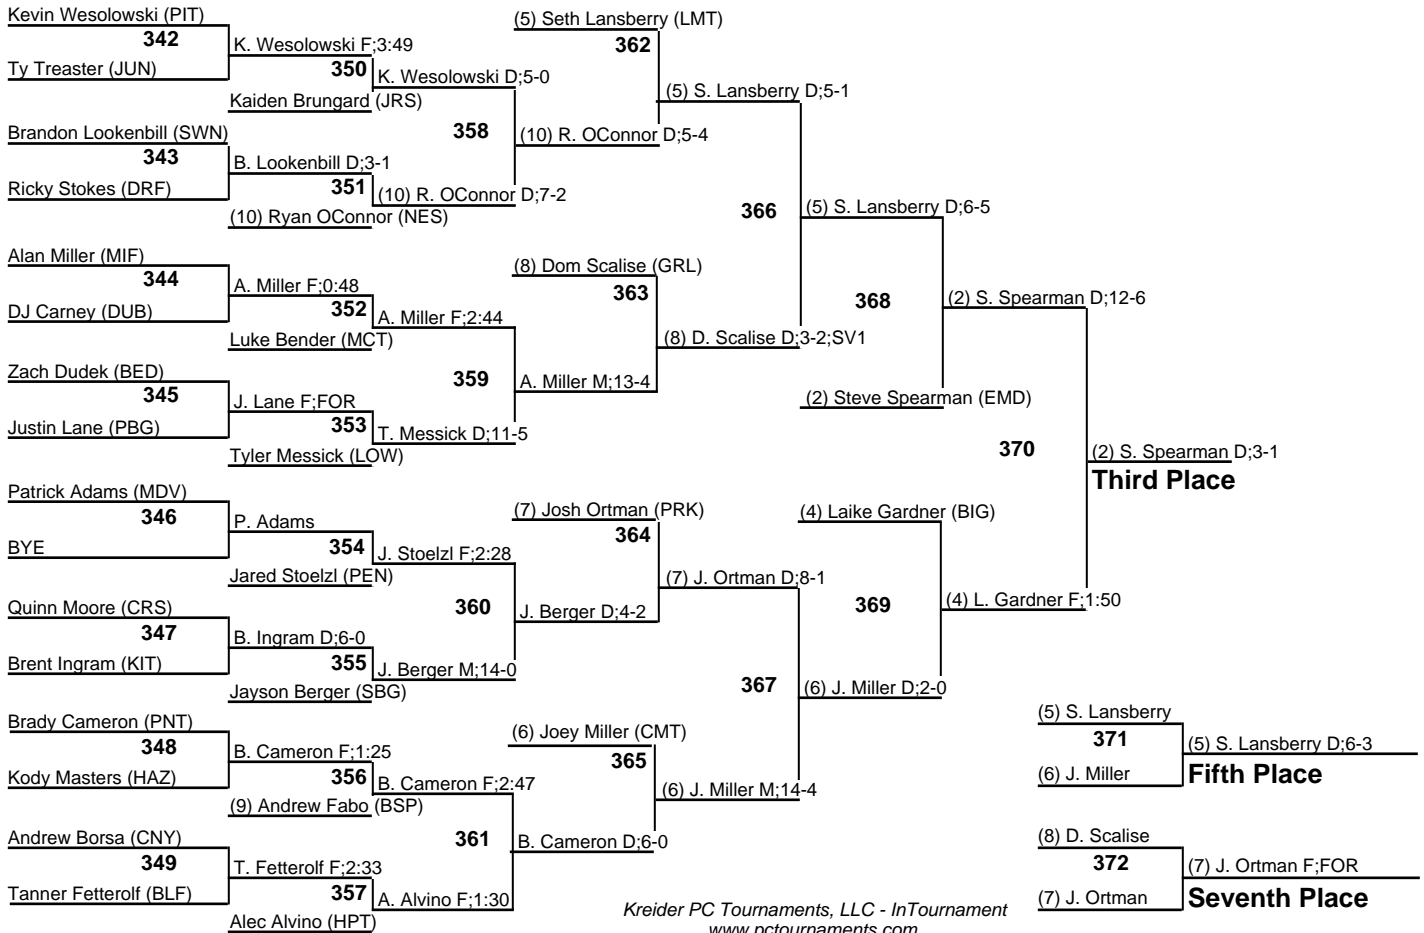 Kevin Wesolowski (PIT)
342
Ty Treaster (JUN)
K. Wesolowski F;3:49
350
Kaiden Brungard (JRS)
K. Wesolowski D;5-0
Brandon Lookenbill (SWN)
343
Ricky Stokes (DRF)
B. Lookenbill D;3-1
351
(10) Ryan OConnor (NES)
(10) R. OConnor D;7-2
358
(10) R. OConnor D;5-4
(5) Seth Lansberry (LMT)
362
(5) S. Lansberry D;5-1
Alan Miller (MIF)
344
DJ Carney (DUB)
A. Miller F;0:48
352
Luke Bender (MCT)
A. Miller F;2:44
Zach Dudek (BED)
345
Justin Lane (PBG)
J. Lane F;FOR
353
Tyler Messick (LOW)
T. Messick D;11-5
359
A. Miller M;13-4
(8) Dom Scalise (GRL)
363
(8) D. Scalise D;3-2;SV1
366
(5) S. Lansberry D;6-5
368
(2) Steve Spearman (EMD)
(2) S. Spearman D;12-6
Patrick Adams (MDV)
346
BYE
P. Adams
354
Jared Stoelzl (PEN)
J. Stoelzl F;2:28
Quinn Moore (CRS)
347
Brent Ingram (KIT)
B. Ingram D;6-0
355
Jayson Berger (SBG)
J. Berger M;14-0
360
J. Berger D;4-2
(7) Josh Ortman (PRK)
364
(7) J. Ortman D;8-1
Brady Cameron (PNT)
348
Kody Masters (HAZ)
B. Cameron F;1:25
356
(9) Andrew Fabo (BSP)
B. Cameron F;2:47
Andrew Borsa (CNY)
349
Tanner Fetterolf (BLF)
T. Fetterolf F;2:33
357
Alec Alvino (HPT)
A. Alvino F;1:30
361
B. Cameron D;6-0
(6) Joey Miller (CMT)
365
(6) J. Miller M;14-4
367
(6) J. Miller D;2-0
(4) Laike Gardner (BIG)
369
(4) L. Gardner F;1:50
370
(2) S. Spearman D;3-1
Third Place
(5) S. Lansberry
371
(6) J. Miller
(5) S. Lansberry D;6-3
Fifth Place
(8) D. Scalise
372
(7) J. Ortman
(7) J. Ortman F;FOR
Seventh Place
Kreider PC Tournaments, LLC - InTournament
www.pctournaments.com